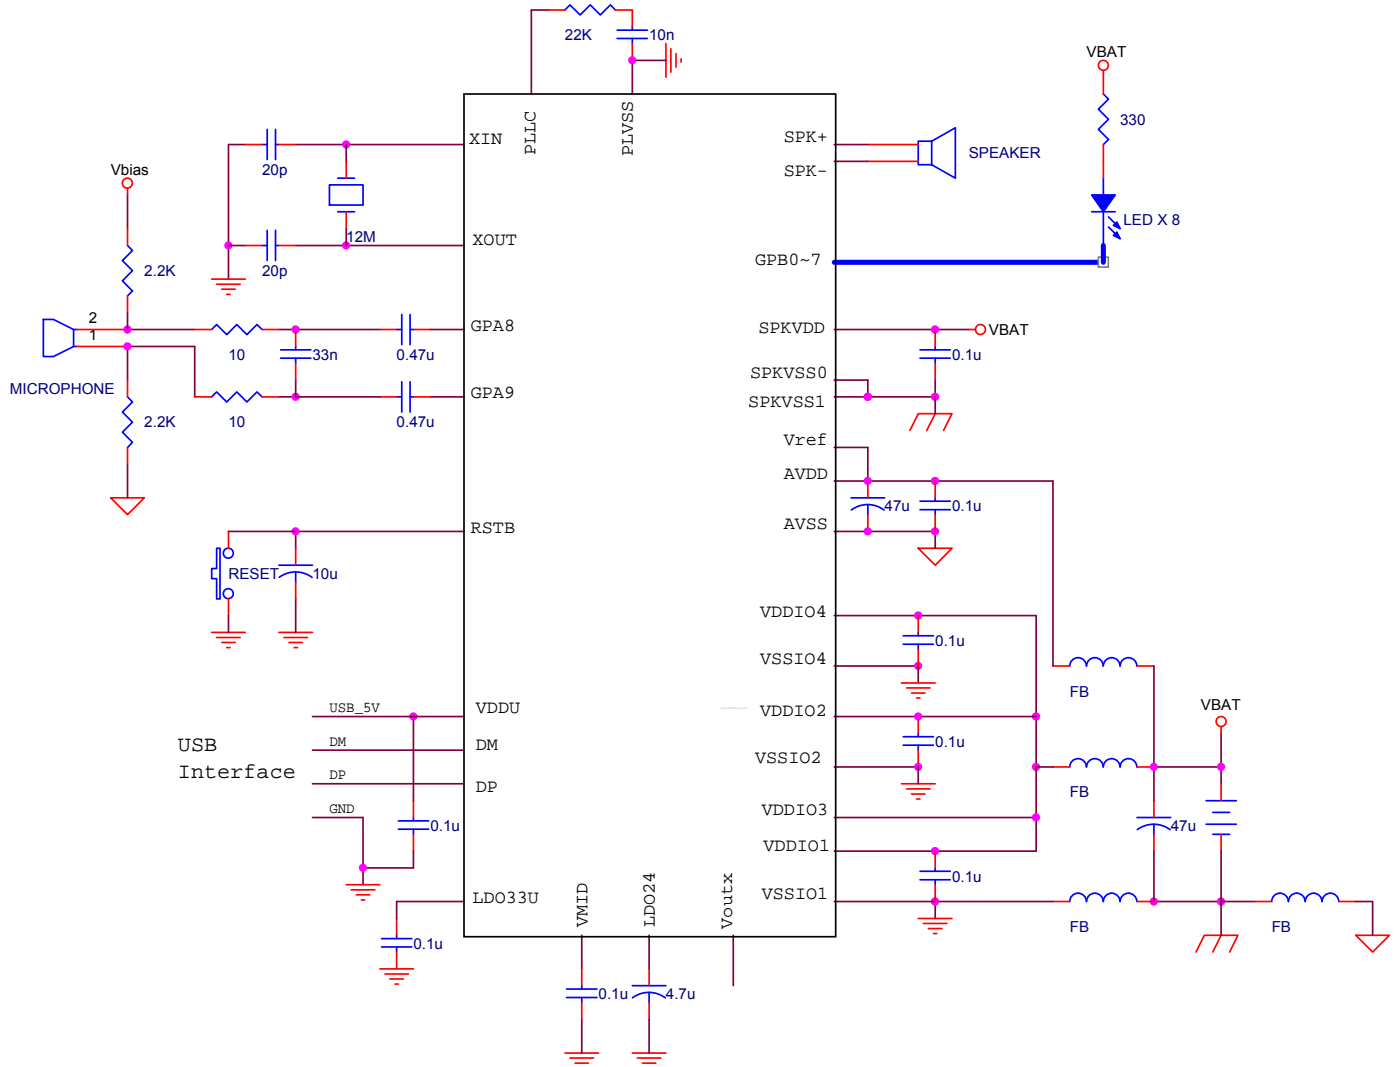 22K
10n
VBAT
330
LED X 8
PLLC
PLVSS
XIN
20p
12M
XOUT
20p
SPK+
SPK-
SPEAKER
GPB0~7
Vbias
2.2K
2
1
MICROPHONE
2.2K
10
33n
0.47u
GPA8
10
0.47u
GPA9
SPKVDD
VBAT
0.1u
SPKVSS0
SPKVSS1
Vref
AVDD
47u
0.1u
AVSS
RSTB
RESET
10u
VDDIO4
0.1u
VSSIO4
FB
VDDIO2
0.1u
VSSIO2
VBAT
FB
VDDIO3
VDDIO1
47u
0.1u
VSSIO1
FB
FB
USB
Interface
USB_5V
DM
DP
GND
VDDU
DM
DP
0.1u
LDO33U
0.1u
VMID
LDO24
Voutx
0.1u
4.7u